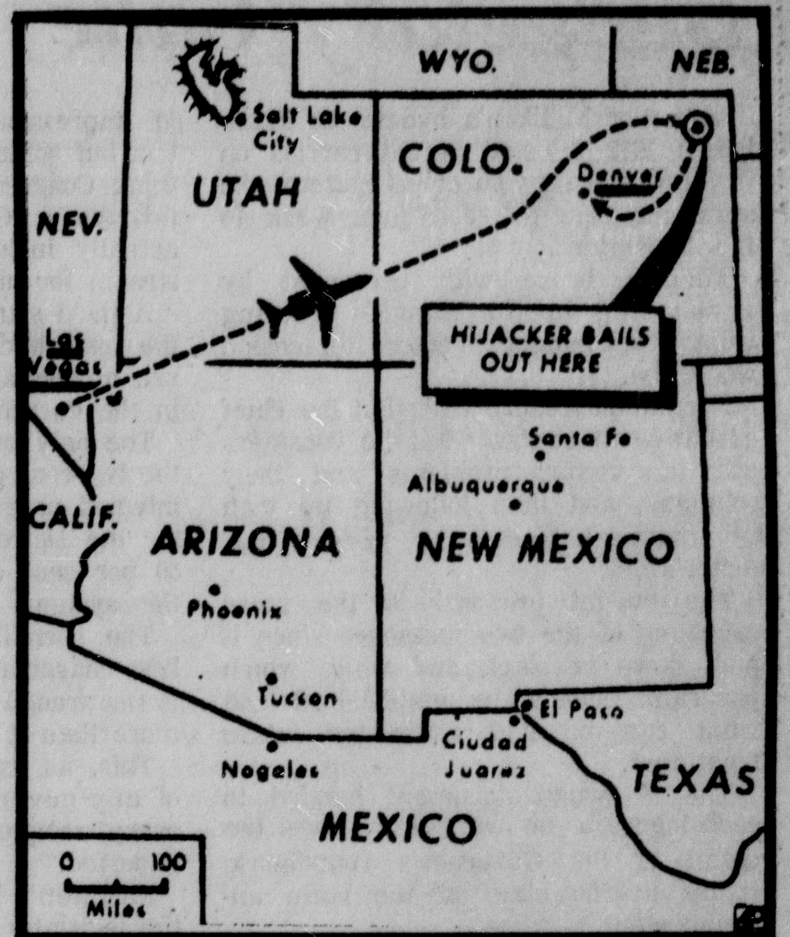 WYO.
NEB.
Salt Lake
City
COLO.
Denver
UTAH
NEV.
Las
Vegas
HIJACKER BAILS
OUT HERE
Santa Fe
Albuquerque
CALIF.
ARIZONA
NEW MEXICO
Phoenix
Tuccon
El Paso
Ciudad
Juarez
Nogales
TEXAS
MEXICO
0 100
Miles